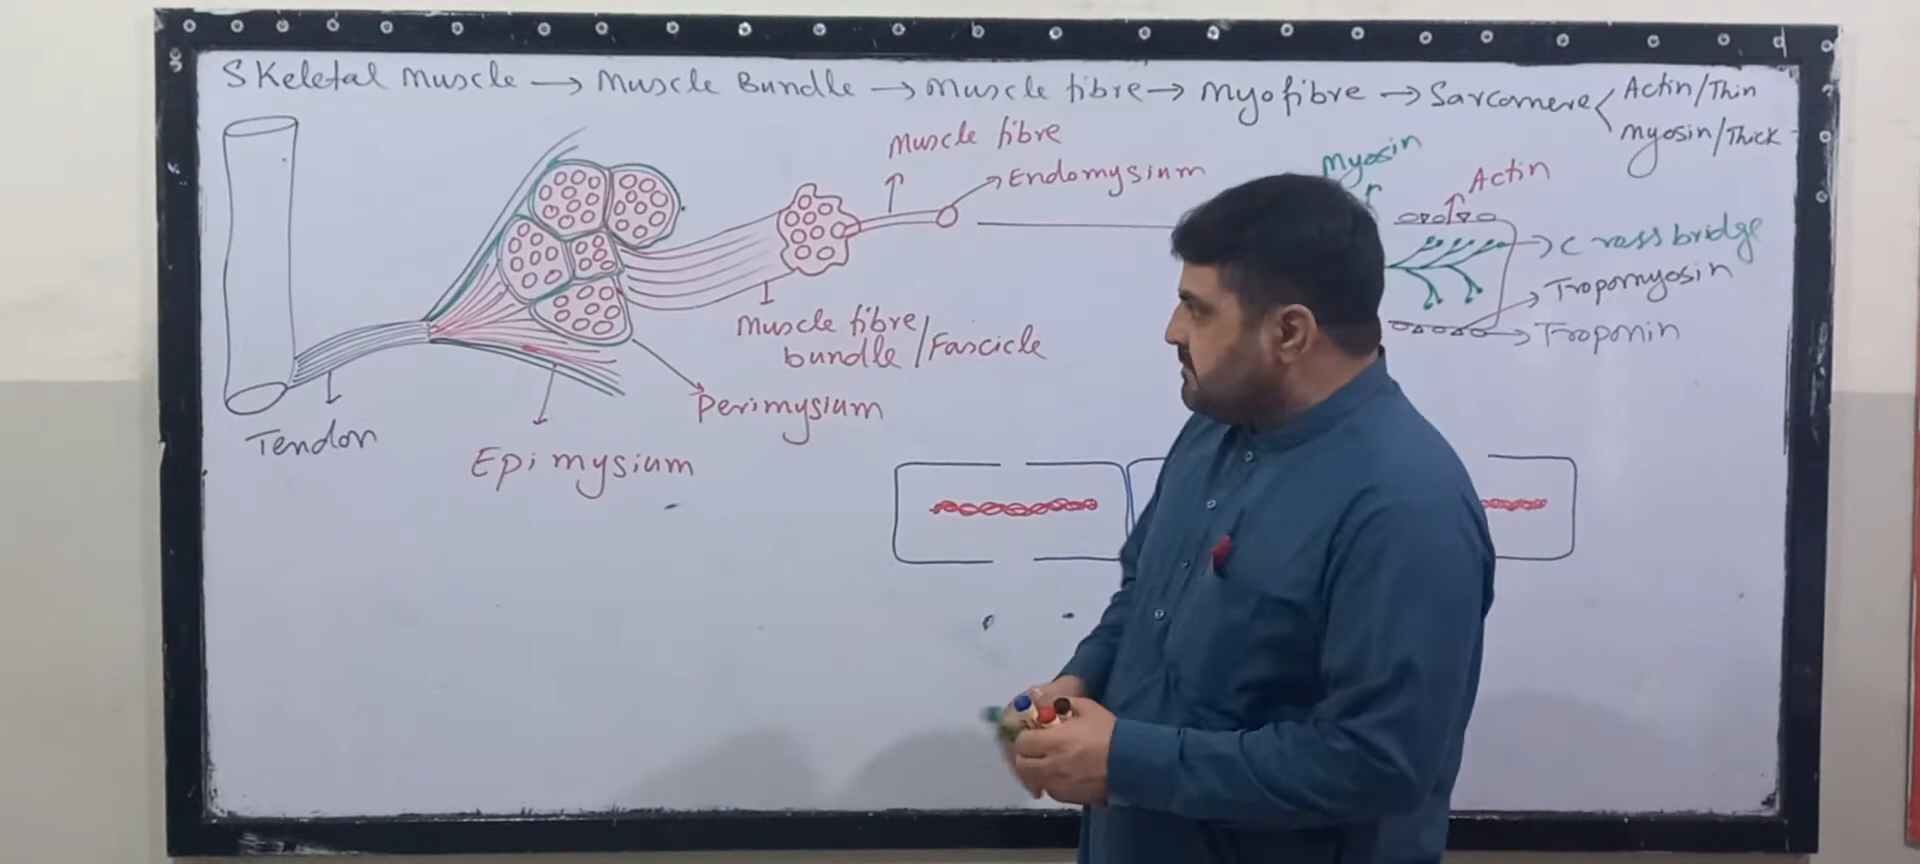 Skeletal Muscle → Muscle Bundle → Muscle fibre → Myofibre → Sarcomere < Actin/Thin
Myosin/Thick
Muscle fibre
Endomysium
Myosin
Actin
Cross bridge
Tropomyosin
Troponin
Muscle fibre
bundle/Fascicle
Perimysium
Tendon
Epimysium